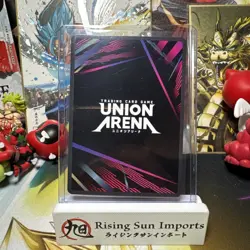 TRADING CARD GAME
UNION
ARENA
ユニオンアリーナ
Rising Sun Imports
ライジングサンインポート